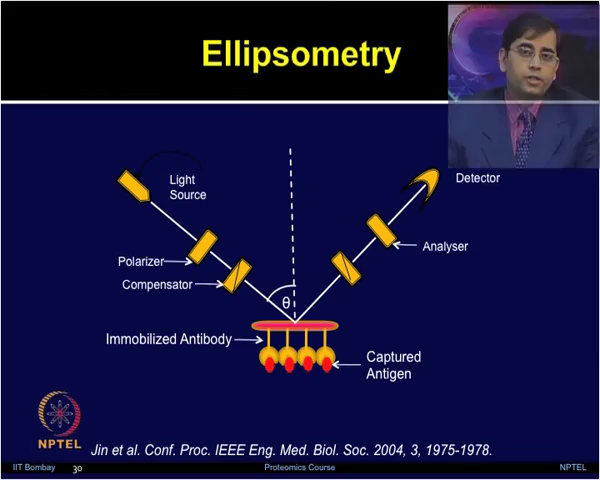 Ellipsometry
Light
Source
Detector
Polarizer
Analyser
Compensator
θ
Immobilized Antibody
Captured
Antigen
NPTEL
Jin et al. Conf. Proc. IEEE Eng. Med. Biol. Soc. 2004, 3, 1975-1978.
IIT Bombay 30 Proteomics Course NPTEL